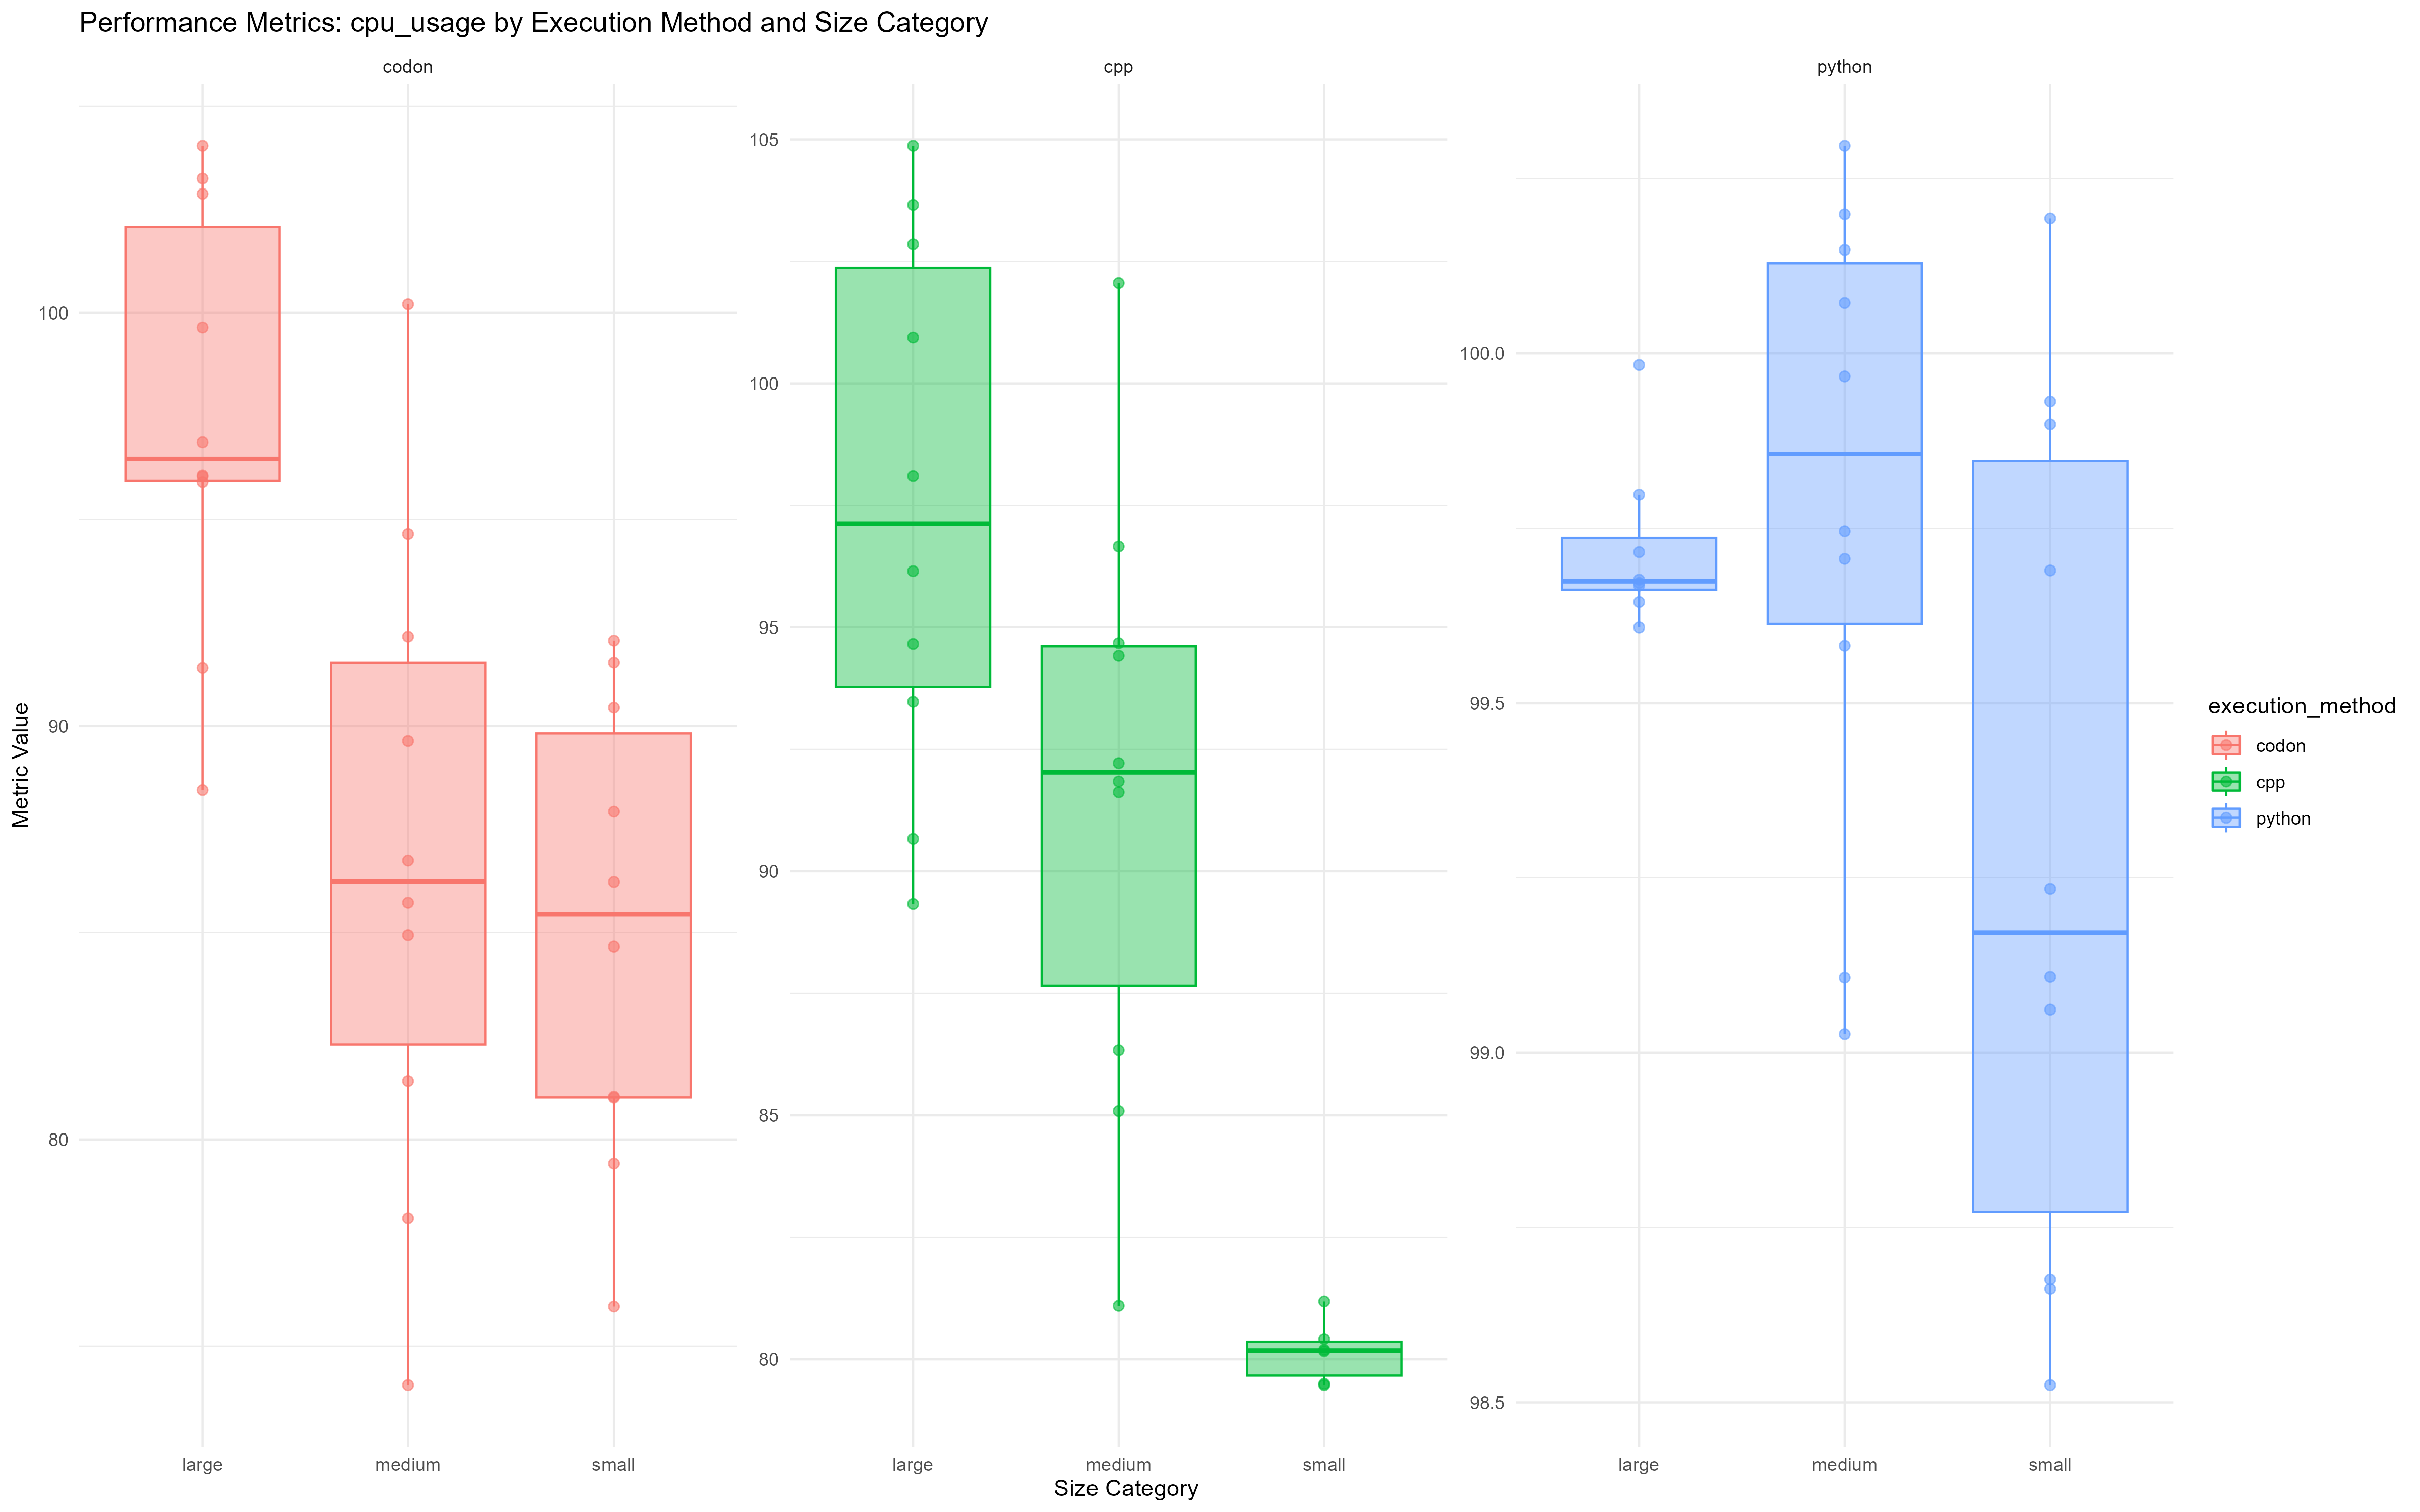 Performance Metrics: cpu_usage by Execution Method and Size Category
codon
cpp
python
Metric Value
100
90
80
105
100
95
90
85
80
100.0
99.5
99.0
98.5
large
medium
small
large
medium
small
large
medium
small
Size Category
execution_method
codon
cpp
python